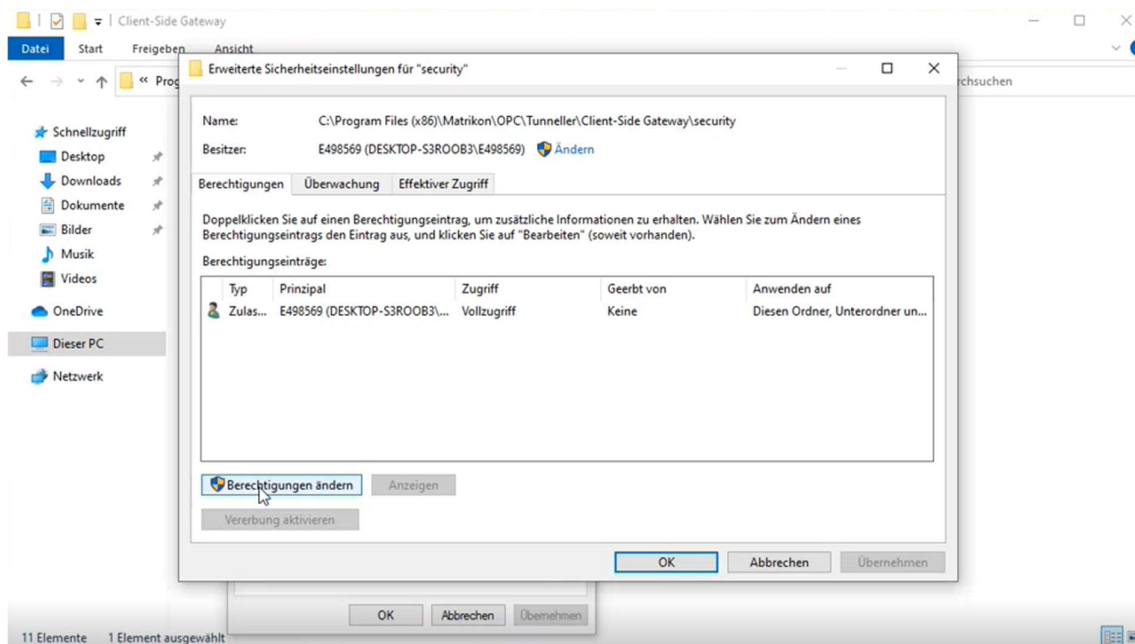 Client-Side Gateway
Datei Start Freigeben Ansicht
« Prog
rchsuchen
Schnellzugriff
Desktop
Downloads
Dokumente
Bilder
Musik
Videos
OneDrive
Dieser PC
Netzwerk
Erweiterte Sicherheitseinstellungen für "security"
Name: C:\Program Files (x86)\Matrikon\OPC\Tunneller\Client-Side Gateway\security
Besitzer: E498569 (DESKTOP-S3ROOB3\E498569) Ändern
Berechtigungen Überwachung Effektiver Zugriff
Doppelklicken Sie auf einen Berechtigungseintrag, um zusätzliche Informationen zu erhalten. Wählen Sie zum Ändern eines
Berechtigungseintrags den Eintrag aus, und klicken Sie auf "Bearbeiten" (soweit vorhanden).
Berechtigungseinträge:
Typ Prinzipal Zugriff Geerbt von Anwenden auf
Zulas... E498569 (DESKTOP-S3ROOB3\... Vollzugriff Keine Diesen Ordner, Unterordner un...
Berechtigungen ändern Anzeigen
Vererbung aktivieren
OK Abbrechen Übernehmen
OK Abbrechen Übernehmen
11 Elemente 1 Element ausgewählt